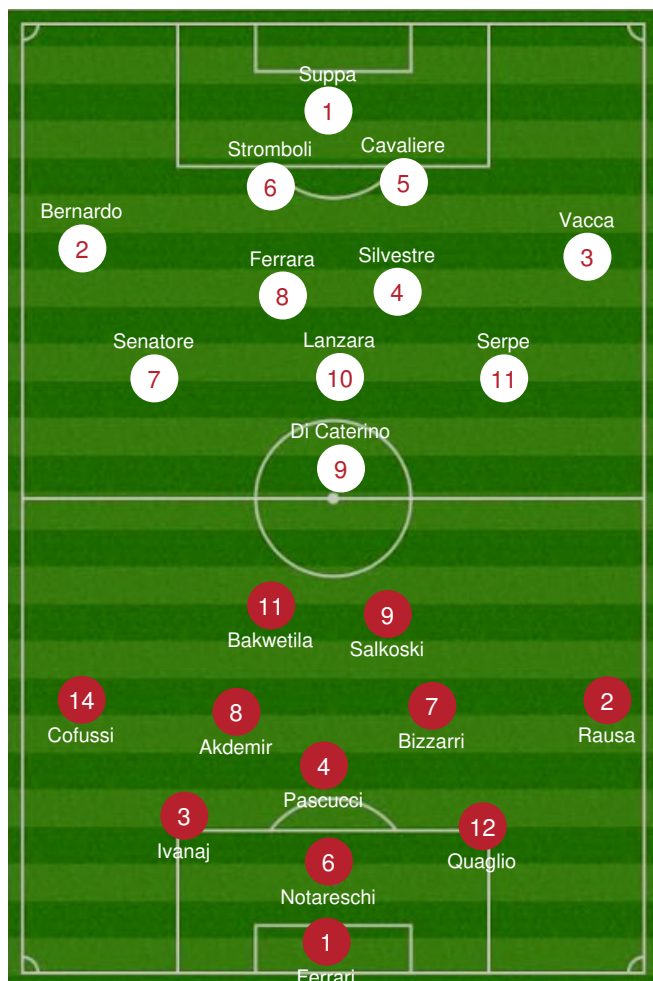 Suppa
1
Stromboli
Cavaliere
6
5
Bernardo
Vacca
2
3
Ferrara
Silvestre
8
4
Senatore
Lanzara
Serpe
7
10
11
Di Caterino
9
11
9
Bakwetila
Salkoski
14
8
7
2
Cofussi
Akdemir
Bizzarri
Rausa
4
Pascucci
3
12
Ivanaj
Quaglio
6
Notareschi
1
Ferrari